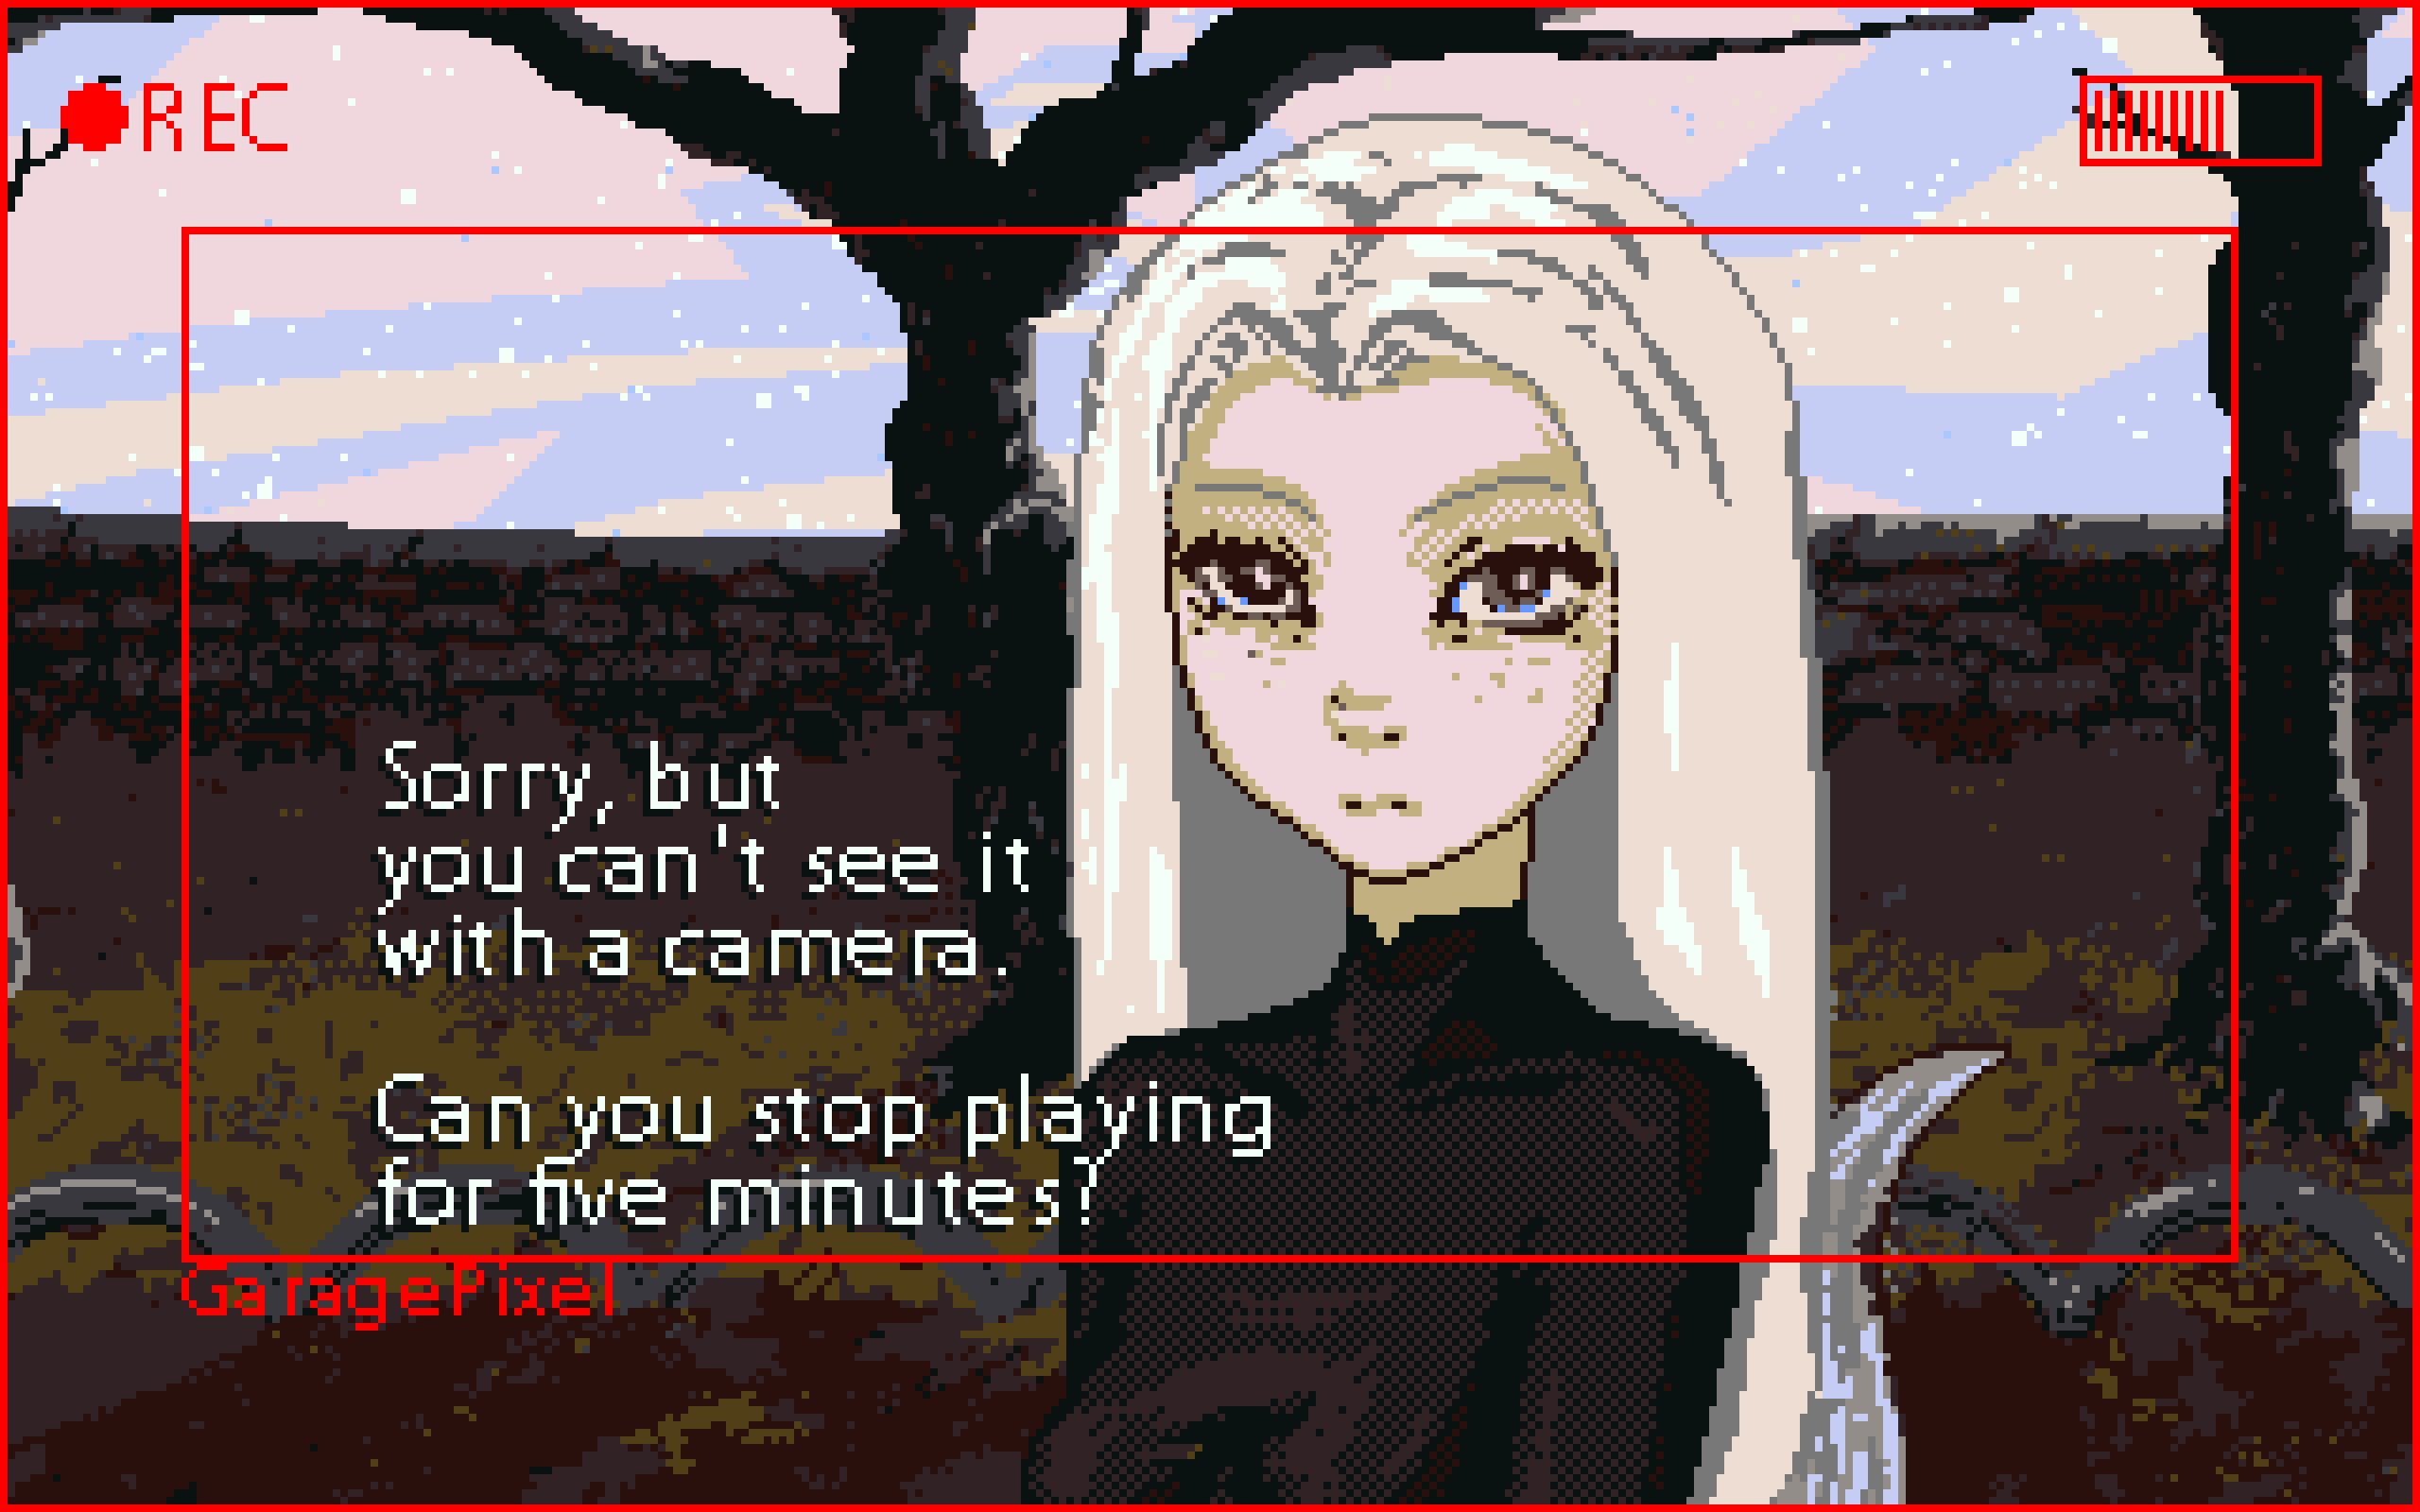 REC
Sorry, but
you can't see it
with a camera.
Can you stop playing
for five minutes?
GaragePixel